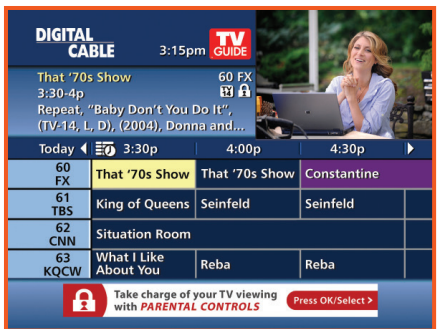 DIGITAL
CABLE
3:15pm
TV
GUIDE
That '70s Show 60 FX
3:30-4p
Repeat, "Baby Don't You Do It",
(TV-14, L, D), (2004), Donna and...
Today 3:30p 4:00p 4:30p
60
FX
That '70s Show That '70s Show Constantine
61
TBS
King of Queens Seinfeld Seinfeld
62
CNN
Situation Room
63
KQCW
What I Like
About You
Reba Reba
Take charge of your TV viewing
with PARENTAL CONTROLS
Press OK/Select >